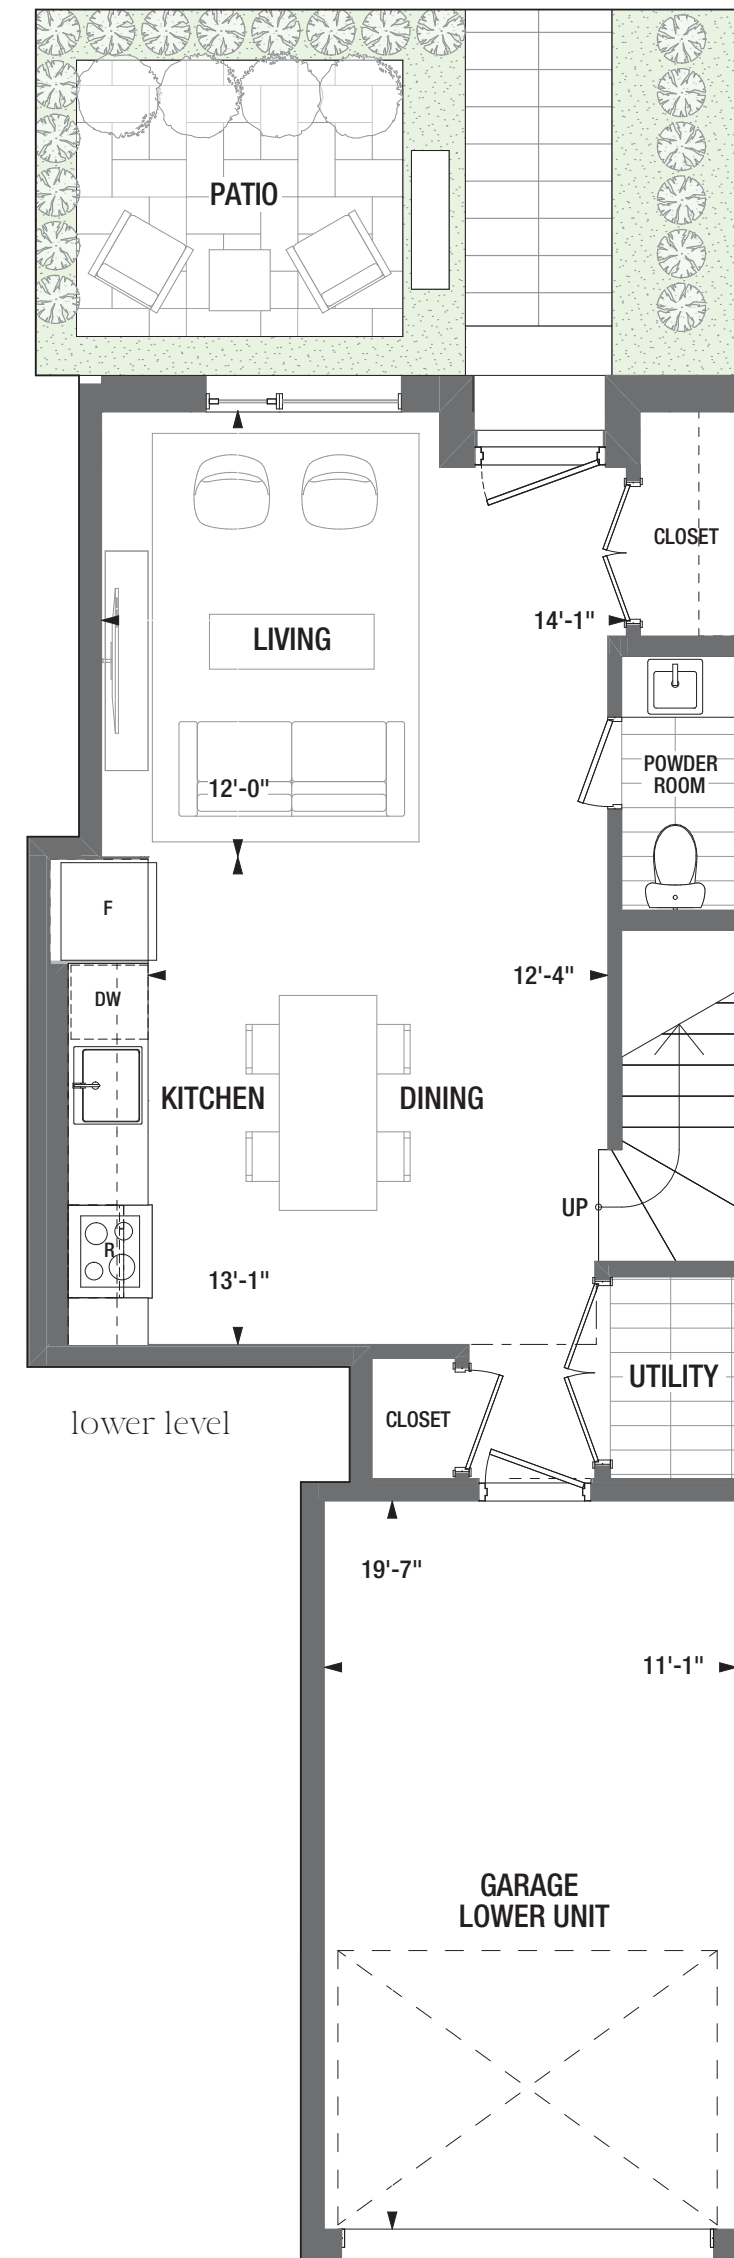 PATIO
CLOSET
14'-1"
LIVING
POWDER
ROOM
12'-0"
F
12'-4"
DW
KITCHEN
DINING
UP
R
13'-1"
UTILITY
CLOSET
lower level
19'-7"
11'-1"
GARAGE
LOWER UNIT